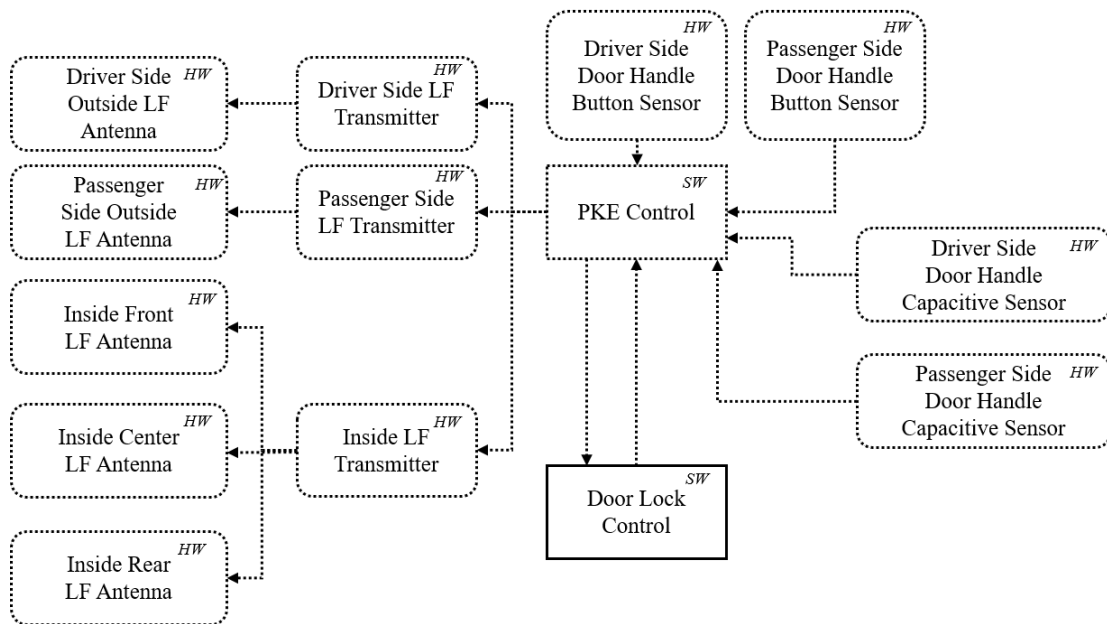 HW
Driver Side
Outside LF
Antenna
HW
Driver Side LF
Transmitter
HW
Driver Side
Door Handle
Button Sensor
HW
Passenger Side
Door Handle
Button Sensor
HW
Passenger
Side Outside
LF Antenna
HW
Passenger Side
LF Transmitter
SW
PKE Control
HW
Driver Side
Door Handle
Capacitive Sensor
HW
Inside Front
LF Antenna
HW
Passenger Side
Door Handle
Capacitive Sensor
HW
Inside Center
LF Antenna
HW
Inside LF
Transmitter
SW
Door Lock
Control
HW
Inside Rear
LF Antenna